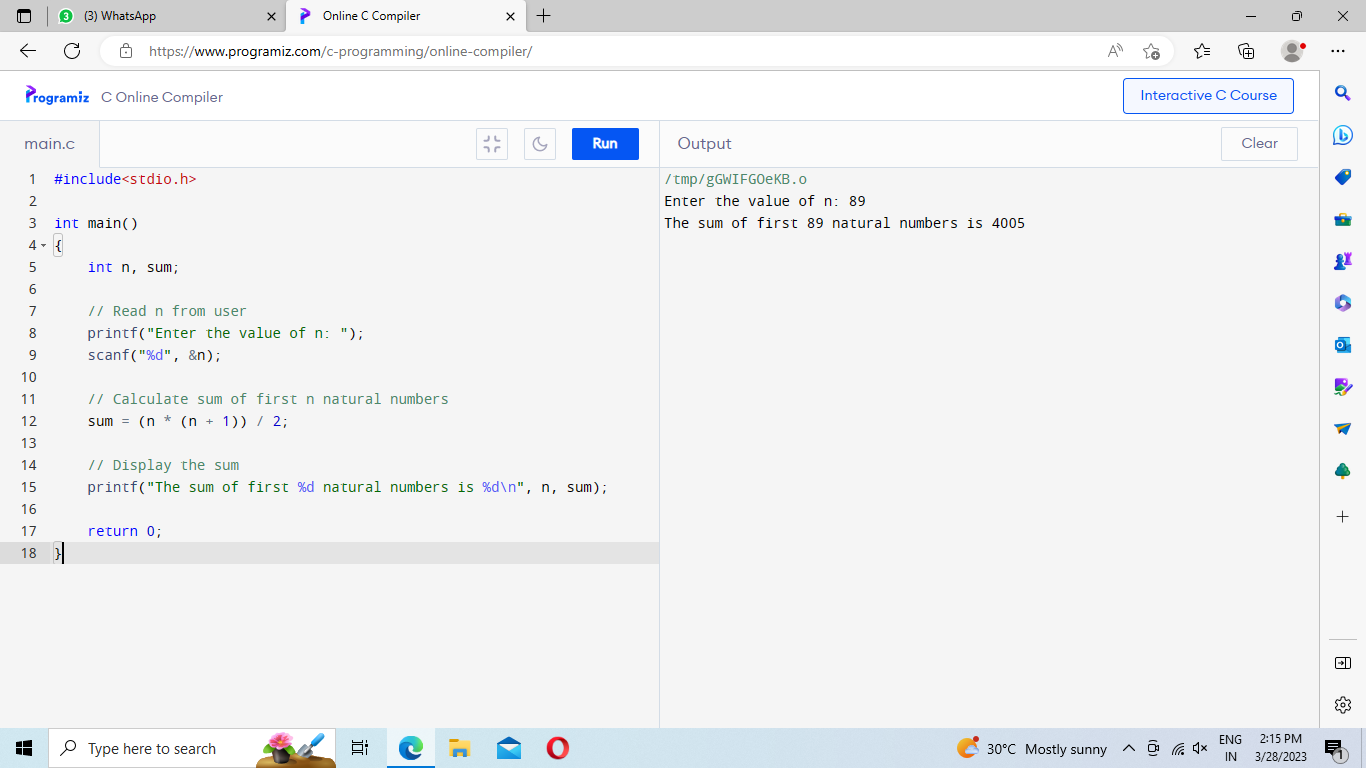 3 (3) WhatsApp
Online C Compiler
https://www.programiz.com/c-programming/online-compiler/
Programiz C Online Compiler
Interactive C Course
main.c
Run
Output
Clear
1 #include<stdio.h>
2
3 int main()
4 {
5 int n, sum;
6
7 // Read n from user
8 printf("Enter the value of n: ");
9 scanf("%d", &n);
10
11 // Calculate sum of first n natural numbers
12 sum = (n * (n + 1)) / 2;
13
14 // Display the sum
15 printf("The sum of first %d natural numbers is %d\n", n, sum);
16
17 return 0;
18 }
/tmp/gGWIFGOeKB.o
Enter the value of n: 89
The sum of first 89 natural numbers is 4005
Type here to search
30°C Mostly sunny
ENG
IN
2:15 PM
3/28/2023
1